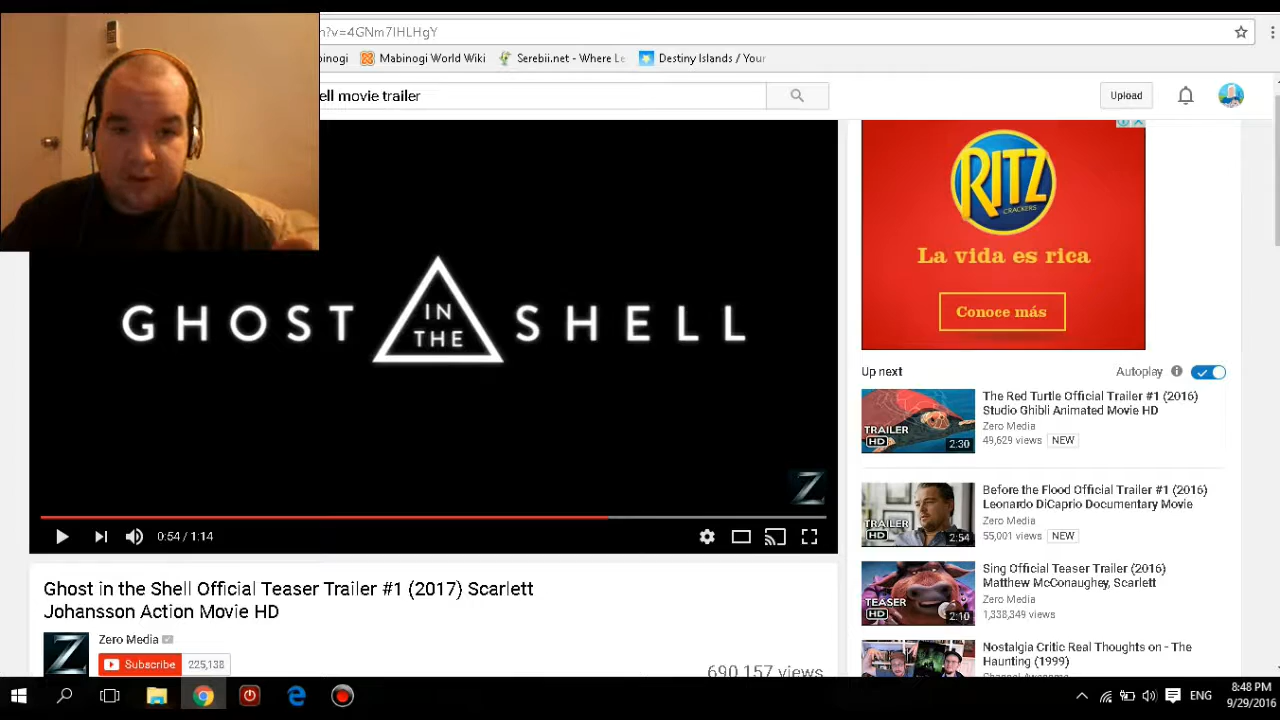 n?v=4GNm7IHLHgY
binogi
Mabinogi World Wiki
Serebii.net - Where Le
Destiny Islands / Your
ell movie trailer
Upload
RITZ
CRACKERS
La vida es rica
Conoce más
GHOST IN THE SHELL
Z
0:54 / 1:14
Up next
Autoplay
TRAILER
HD
2:30
The Red Turtle Official Trailer #1 (2016)
Studio Ghibli Animated Movie HD
Zero Media
49,629 views NEW
TRAILER
HD
2:54
Before the Flood Official Trailer #1 (2016)
Leonardo DiCaprio Documentary Movie
Zero Media
55,001 views NEW
TEASER
HD
2:10
Sing Official Teaser Trailer (2016)
Matthew McConaughey, Scarlett
Zero Media
1,338,349 views
Nostalgia Critic Real Thoughts on - The
Haunting (1999)
Ghost in the Shell Official Teaser Trailer #1 (2017) Scarlett
Johansson Action Movie HD
Z
Zero Media
Subscribe 225,138
690,157 views
ENG
8:48 PM
9/29/2016